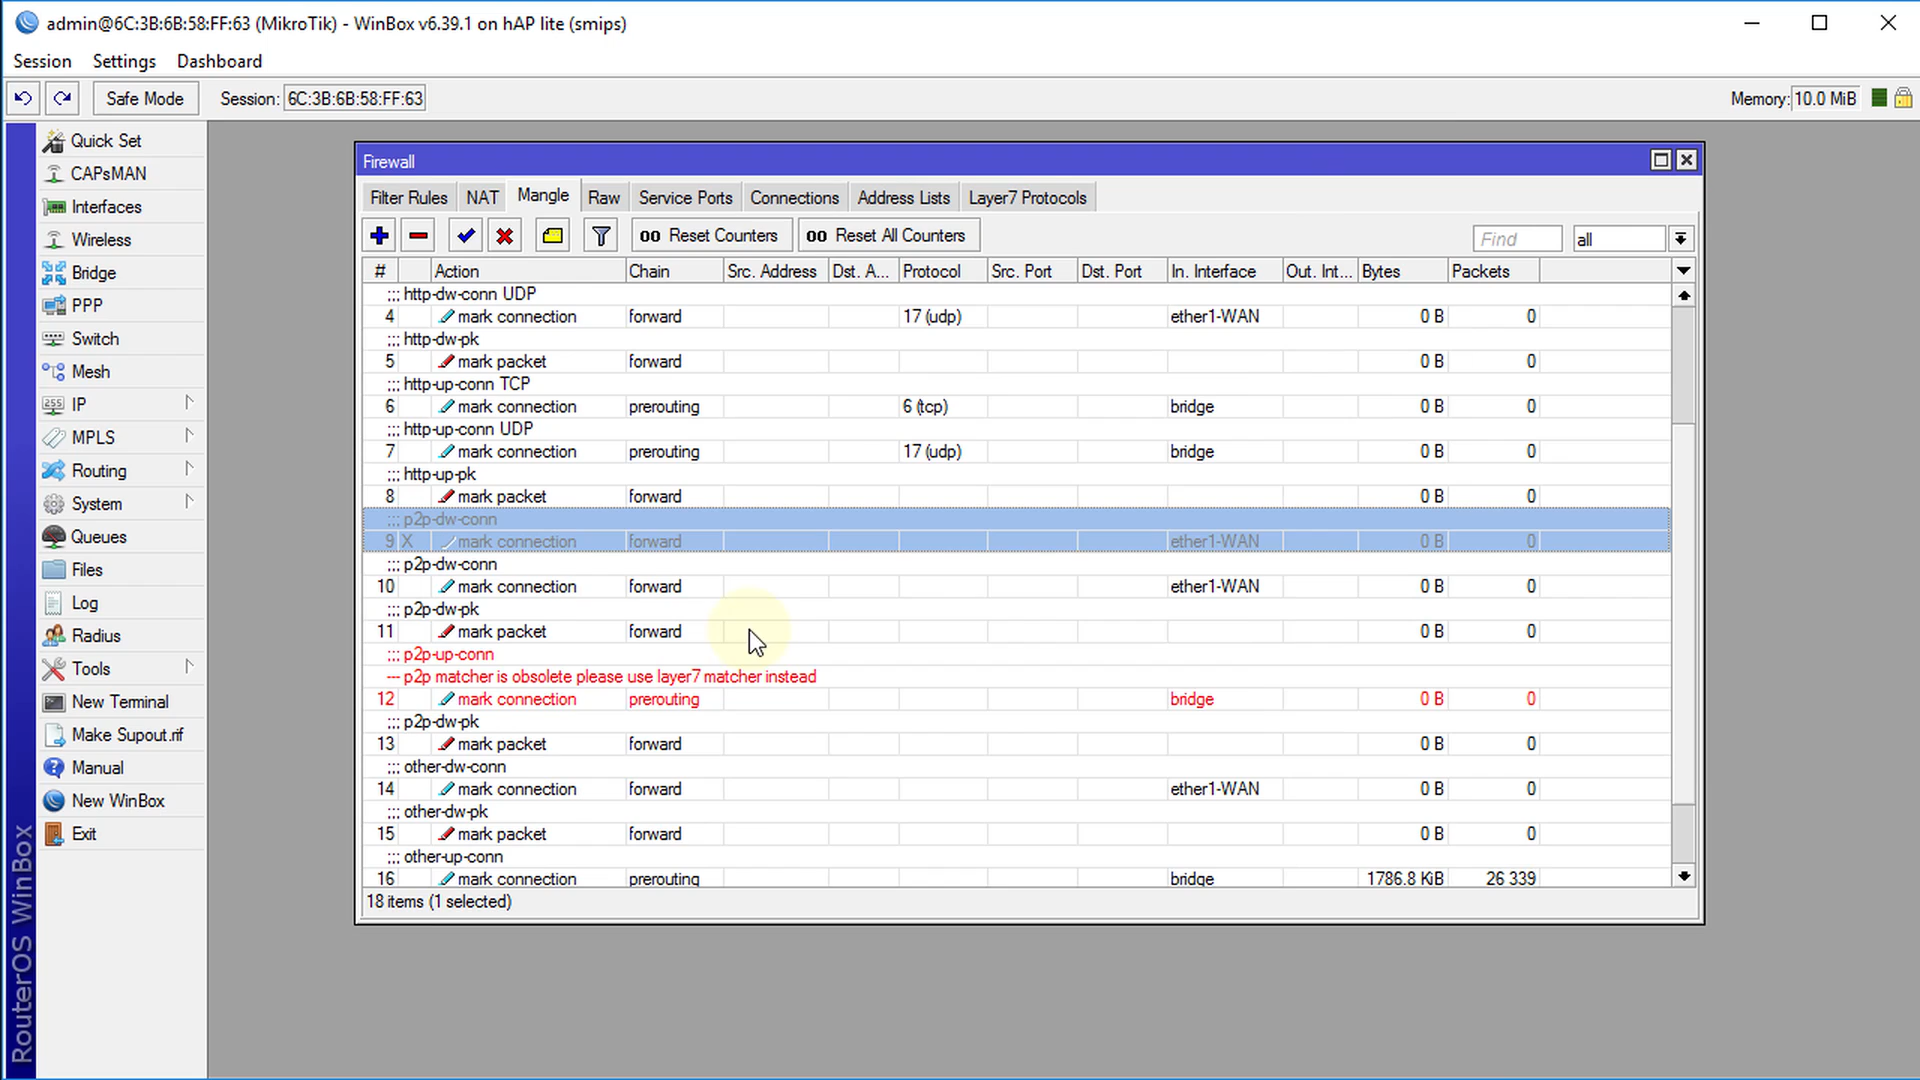 admin@6C:3B:6B:58:FF:63 (MikroTik) - WinBox v6.39.1 on hAP lite (smips)
Session Settings Dashboard
Safe Mode Session: 6C:3B:6B:58:FF:63 Memory: 10.0 MiB
Quick Set
CAPsMAN
Interfaces
Wireless
Bridge
PPP
Switch
Mesh
255 IP
MPLS
Routing
System
Queues
Files
Log
Radius
Tools
New Terminal
Make Supout.rif
Manual
New WinBox
Exit
RouterOS WinBox
Firewall
Filter Rules NAT Mangle Raw Service Ports Connections Address Lists Layer7 Protocols
00 Reset Counters 00 Reset All Counters Find all
# Action Chain Src. Address Dst. A... Protocol Src. Port Dst. Port In. Interface Out. Int... Bytes Packets
;;; http-dw-conn UDP
4 mark connection forward 17 (udp) ether1-WAN 0 B 0
;;; http-dw-pk
5 mark packet forward 0 B 0
;;; http-up-conn TCP
6 mark connection prerouting 6 (tcp) bridge 0 B 0
;;; http-up-conn UDP
7 mark connection prerouting 17 (udp) bridge 0 B 0
;;; http-up-pk
8 mark packet forward 0 B 0
;;; p2p-dw-conn
9 X mark connection forward ether1-WAN 0 B 0
;;; p2p-dw-conn
10 mark connection forward ether1-WAN 0 B 0
;;; p2p-dw-pk
11 mark packet forward 0 B 0
;;; p2p-up-conn
--- p2p matcher is obsolete please use layer7 matcher instead
12 mark connection prerouting bridge 0 B 0
;;; p2p-dw-pk
13 mark packet forward 0 B 0
;;; other-dw-conn
14 mark connection forward ether1-WAN 0 B 0
;;; other-dw-pk
15 mark packet forward 0 B 0
;;; other-up-conn
16 mark connection prerouting bridge 1786.8 KiB 26 339
18 items (1 selected)